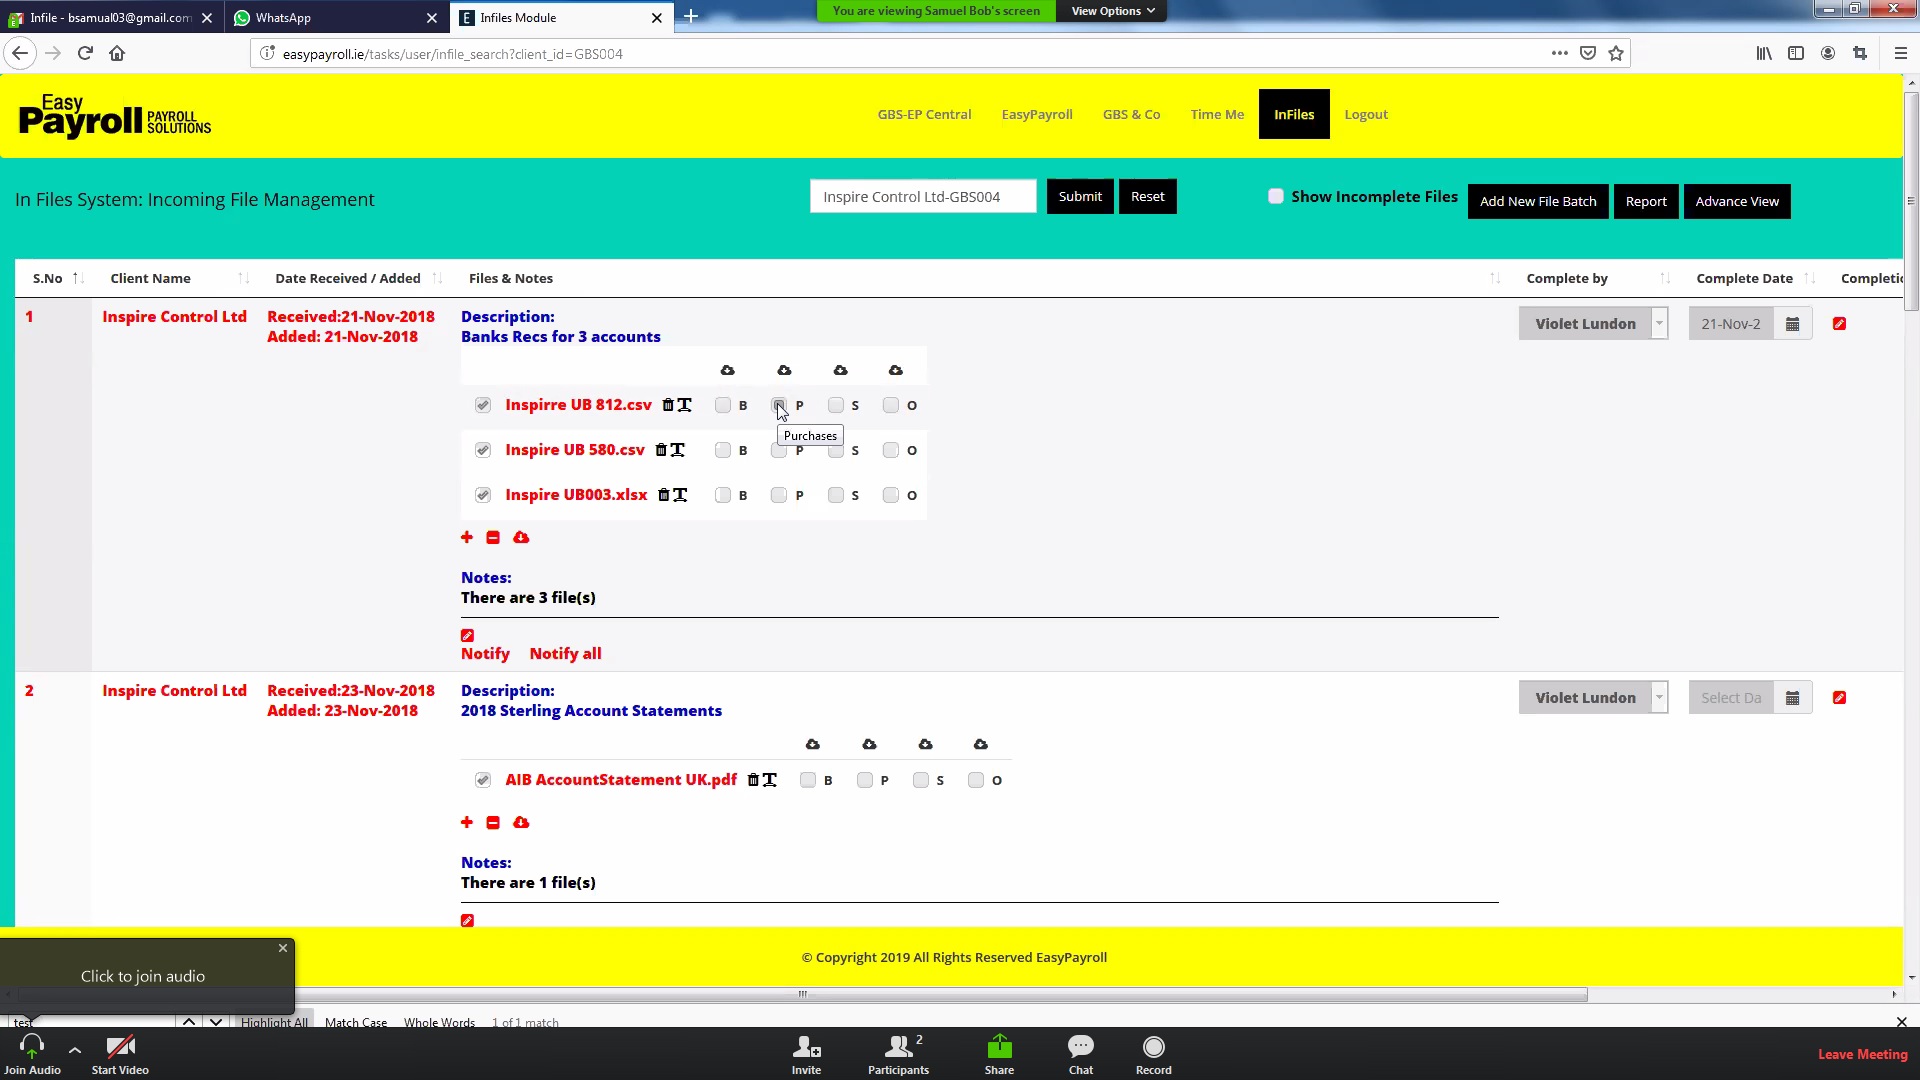 Infile - bsamual03@gmail.com
WhatsApp
Infiles Module
You are viewing Samuel Bob's screen
View Options
easypayroll.ie/tasks/user/infile_search?client_id=GBS004
Easy
Payroll PAYROLL SOLUTIONS
GBS-EP Central
EasyPayroll
GBS & Co
Time Me
InFiles
Logout
In Files System: Incoming File Management
Inspire Control Ltd-GBS004
Submit
Reset
Show Incomplete Files
Add New File Batch
Report
Advance View
S.No
Client Name
Date Received / Added
Files & Notes
Complete by
Complete Date
Completic
1
Inspire Control Ltd
Received:21-Nov-2018
Added: 21-Nov-2018
Description:
Banks Recs for 3 accounts
Violet Lundon
21-Nov-2
Inspirre UB 812.csv B P S O
Purchases
Inspire UB 580.csv B P S O
Inspire UB003.xlsx B P S O
Notes:
There are 3 file(s)
Notify Notify all
2
Inspire Control Ltd
Received:23-Nov-2018
Added: 23-Nov-2018
Description:
2018 Sterling Account Statements
Violet Lundon
Select Da
AIB AccountStatement UK.pdf B P S O
Notes:
There are 1 file(s)
© Copyright 2019 All Rights Reserved EasyPayroll
Click to join audio
test
Highlight All
Match Case
Whole Words
1 of 1 match
Join Audio
Start Video
Invite
2
Participants
Share
Chat
Record
Leave Meeting